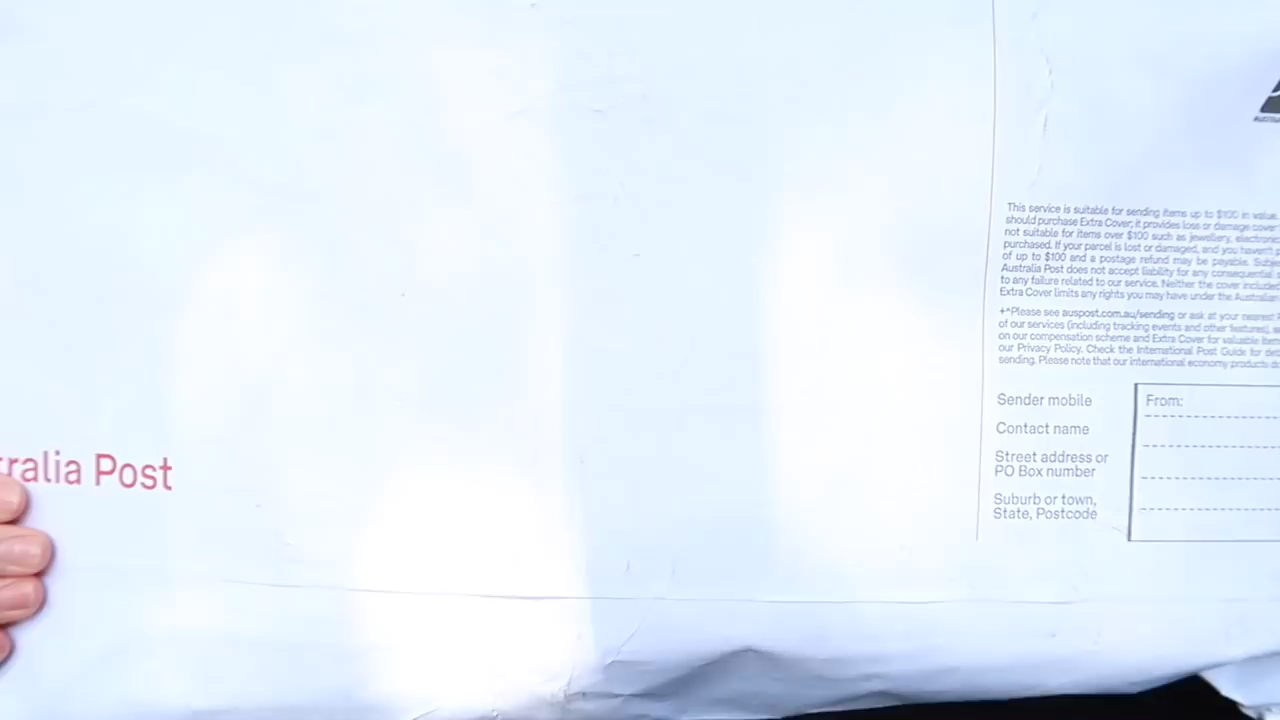 ralia Post
AUSTRA
This service is suitable for sending items up to $100 in value.
should purchase Extra Cover; it provides loss or damage cover
not suitable for items over $100 such as jewellery, electronic
purchased. If your parcel is lost or damaged, and you haven't p
of up to $100 and a postage refund may be payable. Subje
Australia Post does not accept liability for any consequential
to any failure related to our service. Neither the cover included
Extra Cover limits any rights you may have under the Australian
+^Please see auspost.com.au/sending or ask at your nearest
of our services (including tracking events and other features), a
on our compensation scheme and Extra Cover for valuable item
our Privacy Policy. Check the International Post Guide for det
sending. Please note that our international economy products do
Sender mobile
Contact name
Street address or
PO Box number
Suburb or town,
State, Postcode
From: